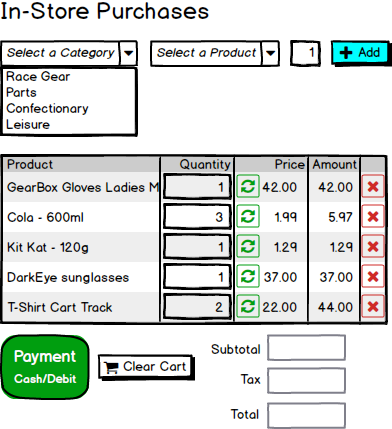 In-Store Purchases
Select a Category Select a Product 1 Add
Race Gear
Parts
Confectionary
Leisure
Product Quantity Price Amount
GearBox Gloves Ladies M 1 42.00 42.00
Cola - 600ml 3 1.99 5.97
Kit Kat - 120g 1 1.29 1.29
DarkEye sunglasses 1 37.00 37.00
T-Shirt Cart Track 2 22.00 44.00
Payment
Cash/Debit
Clear Cart
Subtotal
Tax
Total